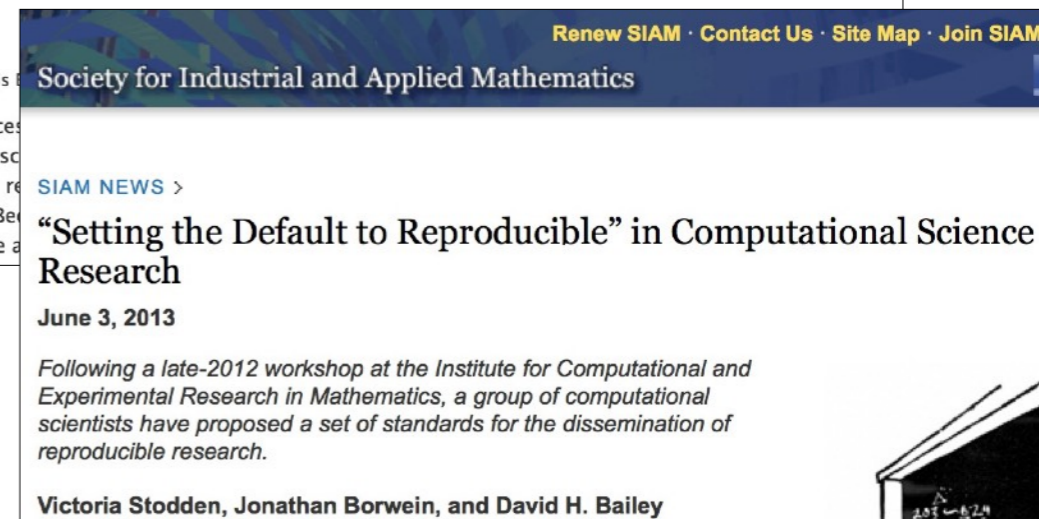 Renew SIAM · Contact Us · Site Map · Join SIAM
Society for Industrial and Applied Mathematics
SIAM NEWS >
“Setting the Default to Reproducible” in Computational Science
Research
June 3, 2013
Following a late-2012 workshop at the Institute for Computational and
Experimental Research in Mathematics, a group of computational
scientists have proposed a set of standards for the dissemination of
reproducible research.
Victoria Stodden, Jonathan Borwein, and David H. Bailey